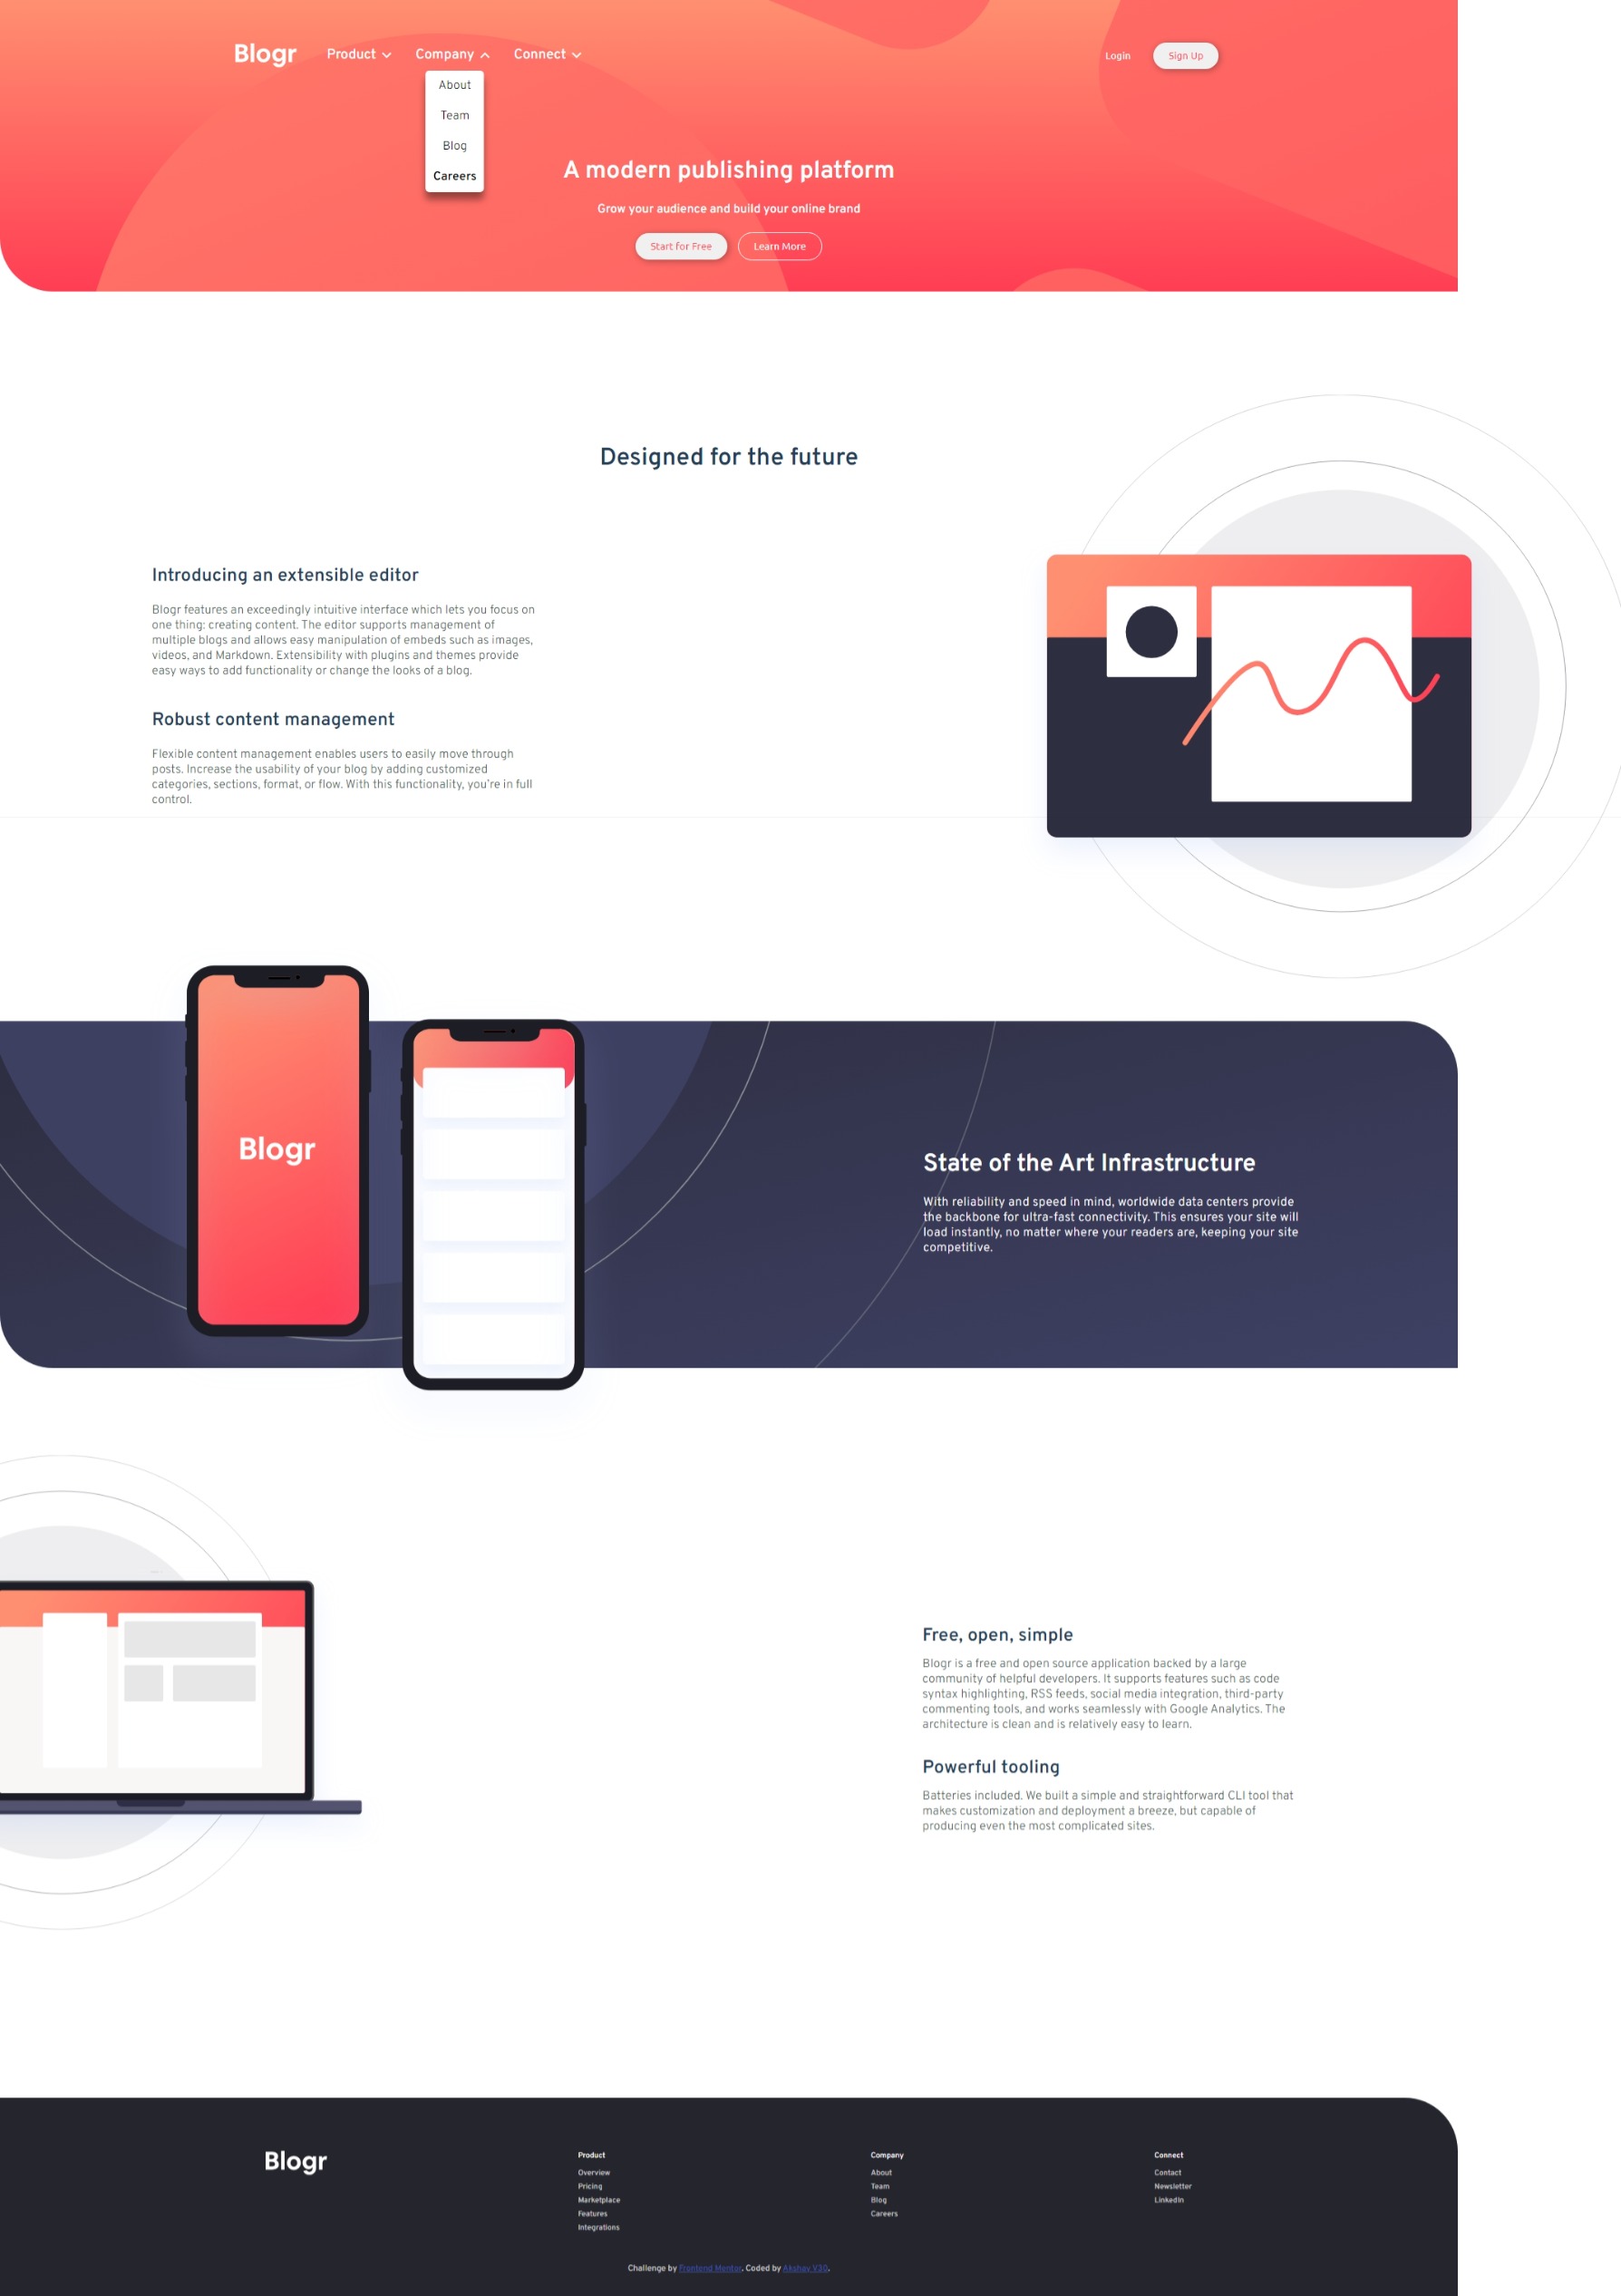 Blogr
Product
Company
Connect
Login
Sign Up
About
Team
Blog
Careers
A modern publishing platform
Grow your audience and build your online brand
Start for Free
Learn More
Designed for the future
Introducing an extensible editor
Blogr features an exceedingly intuitive interface which lets you focus on
one thing: creating content. The editor supports management of
multiple blogs and allows easy manipulation of embeds such as images,
videos, and Markdown. Extensibility with plugins and themes provide
easy ways to add functionality or change the looks of a blog.
Robust content management
Flexible content management enables users to easily move through
posts. Increase the usability of your blog by adding customized
categories, sections, format, or flow. With this functionality, you're in full
control.
Blogr
State of the Art Infrastructure
With reliability and speed in mind, worldwide data centers provide
the backbone for ultra-fast connectivity. This ensures your site will
load instantly, no matter where your readers are, keeping your site
competitive.
Free, open, simple
Blogr is a free and open source application backed by a large
community of helpful developers. It supports features such as code
syntax highlighting, RSS feeds, social media integration, third-party
commenting tools, and works seamlessly with Google Analytics. The
architecture is clean and is relatively easy to learn.
Powerful tooling
Batteries included. We built a simple and straightforward CLI tool that
makes customization and deployment a breeze, but capable of
producing even the most complicated sites.
Blogr
Product
Overview
Pricing
Marketplace
Features
Integrations
Company
About
Team
Blog
Careers
Connect
Contact
Newsletter
LinkedIn
Challenge by Frontend Mentor. Coded by Akshay V30.